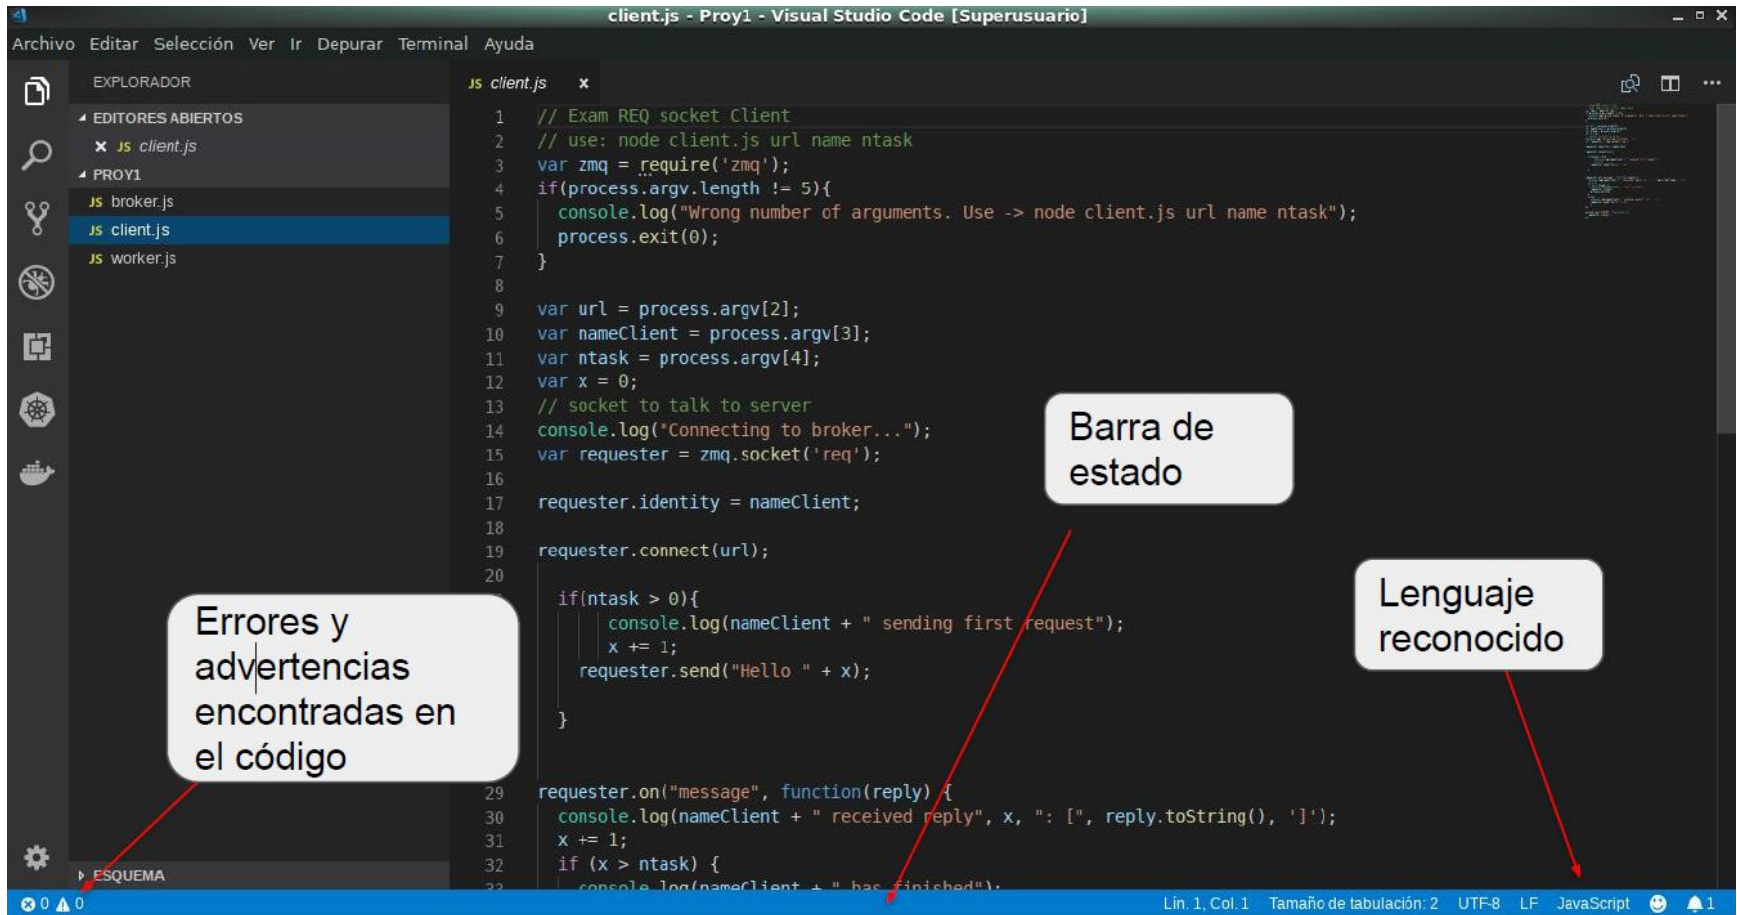 client.js - Proy1 - Visual Studio Code [Superusuario]
Archivo Editar Selección Ver Ir Depurar Terminal Ayuda
EXPLORADOR
EDITORES ABIERTOS
JS client.js
PROY1
JS broker.js
JS client.js
JS worker.js
ESQUEMA
JS client.js x
1 // Exam REQ socket Client
2 // use: node client.js url name ntask
3 var zmq = require('zmq');
4 if(process.argv.length != 5){
5 console.log("Wrong number of arguments. Use -> node client.js url name ntask");
6 process.exit(0);
7 }
8
9 var url = process.argv[2];
10 var nameClient = process.argv[3];
11 var ntask = process.argv[4];
12 var x = 0;
13 // socket to talk to server
14 console.log("Connecting to broker...");
15 var requester = zmq.socket('req');
16
17 requester.identity = nameClient;
18
19 requester.connect(url);
20
if(ntask > 0){
console.log(nameClient + " sending first request");
x += 1;
requester.send("Hello " + x);
}
29 requester.on("message", function(reply) {
30 console.log(nameClient + " received reply", x, ": [", reply.toString(), ']');
31 x += 1;
32 if (x > ntask) {
33 console.log(nameClient + " has finished");
Barra de
estado
Lenguaje
reconocido
Errores y
advertencias
encontradas en
el código
0 0
Lín. 1, Col. 1 Tamaño de tabulación: 2 UTF-8 LF JavaScript 1